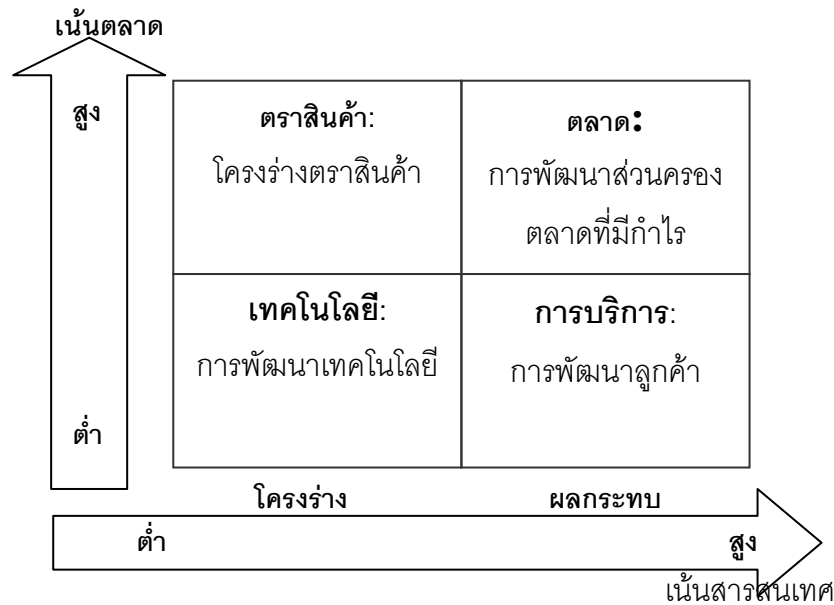 เน้นตลาด
สูง
ตราสินค้า:
โครงร่างตราสินค้า
ตลาด:
การพัฒนาส่วนครอง
ตลาดที่มีกำไร
เทคโนโลยี:
การพัฒนาเทคโนโลยี
การบริการ:
การพัฒนาลูกค้า
ต่ำ
โครงร่าง
ผลกระทบ
ต่ำ
สูง
เน้นสารสนเทศ